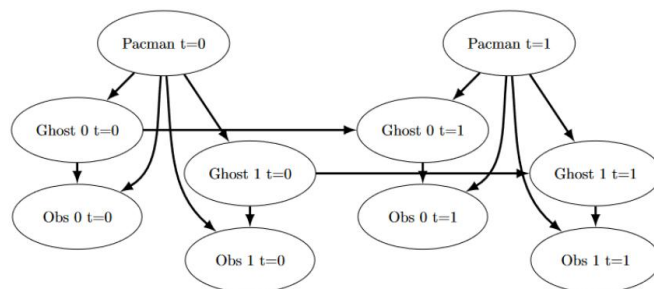 Pacman t=0
Pacman t=1
Ghost 0 t=0
Ghost 0 t=1
Ghost 1 t=0
Ghost 1 t=1
Obs 0 t=0
Obs 0 t=1
Obs 1 t=0
Obs 1 t=1